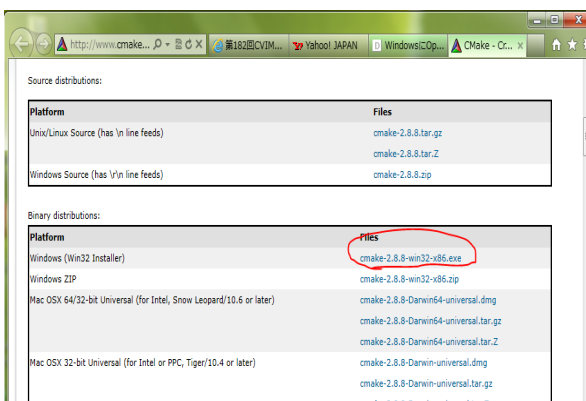 http://www.cmake...
第182回CVIM...
Yahoo! JAPAN
WindowsにOp...
CMake - Cr...
Source distributions:
Platform Files
Unix/Linux Source (has \n line feeds) cmake-2.8.8.tar.gz
cmake-2.8.8.tar.Z
Windows Source (has \r\n line feeds) cmake-2.8.8.zip
Binary distributions:
Platform Files
Windows (Win32 Installer) cmake-2.8.8-win32-x86.exe
Windows ZIP cmake-2.8.8-win32-x86.zip
Mac OSX 64/32-bit Universal (for Intel, Snow Leopard/10.6 or later) cmake-2.8.8-Darwin64-universal.dmg
cmake-2.8.8-Darwin64-universal.tar.gz
cmake-2.8.8-Darwin64-universal.tar.Z
Mac OSX 32-bit Universal (for Intel or PPC, Tiger/10.4 or later) cmake-2.8.8-Darwin-universal.dmg
cmake-2.8.8-Darwin-universal.tar.gz